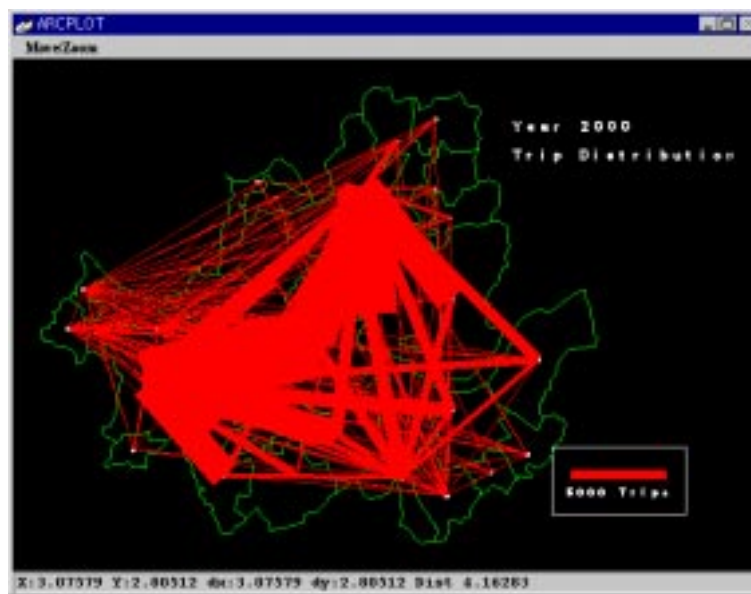 ARCPLOT
Move/Zoom
Year 2000
Trip Distribution
5000 Trips
X:3.07579 Y:2.80512 dx:3.07579 dy:2.80512 Dist 4.16283